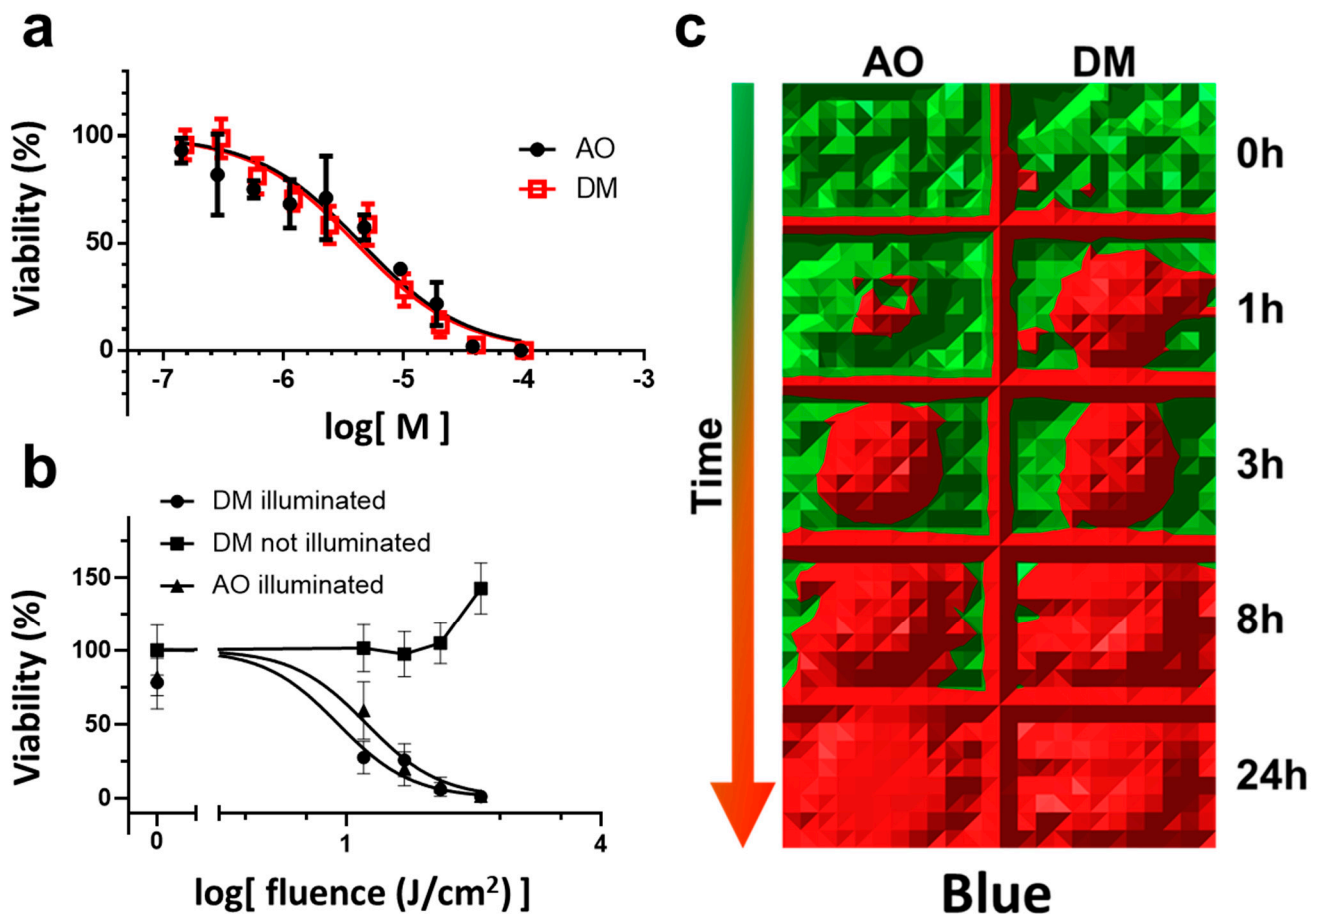 a
Viability (%)
100
50
0
-7 -6 -5 -4 -3
log[ M ]
AO
DM
b
DM illuminated
DM not illuminated
AO illuminated
Viability (%)
150
100
50
0
0 1 4
log[ fluence (J/cm²) ]
c
AO DM
Time
0h
1h
3h
8h
24h
Blue